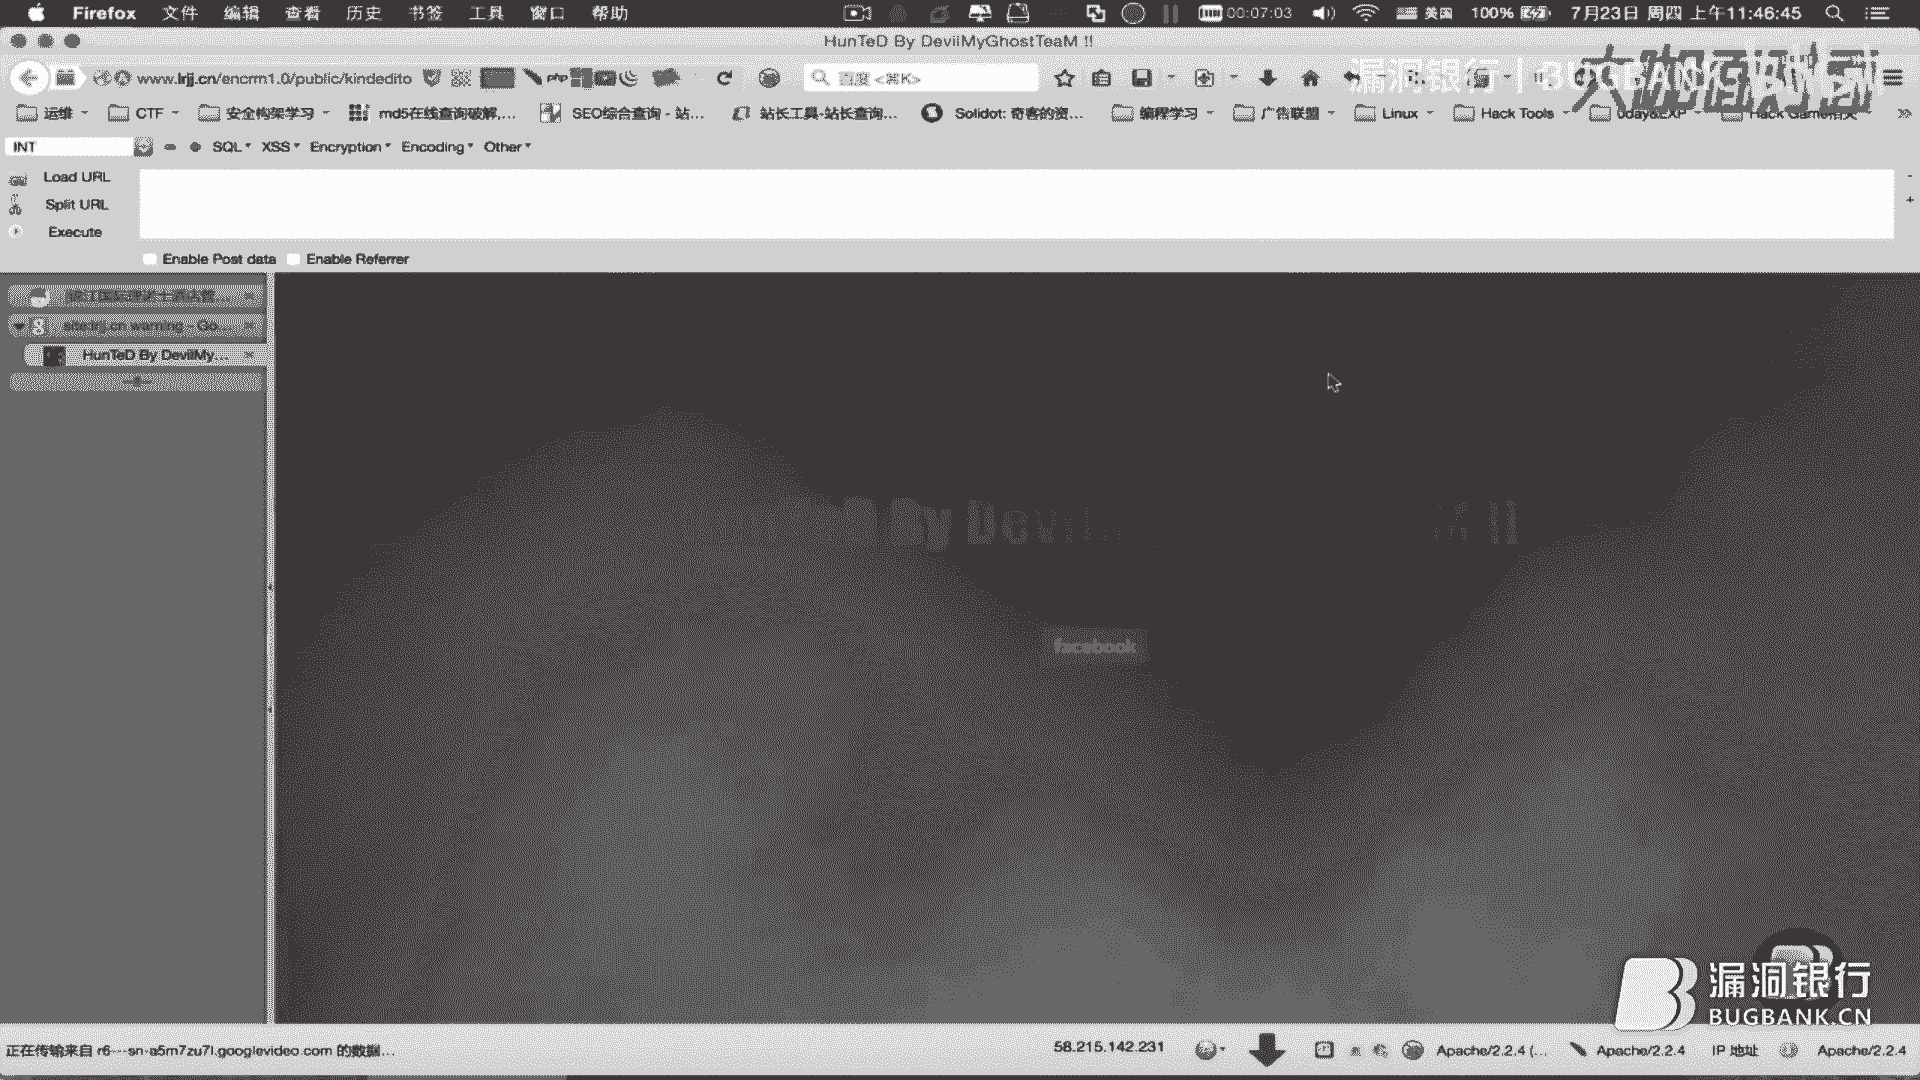 Firefox 文件 编辑 查看 历史 书签 工具 窗口 帮助 00:07:03 美国 100% 7月23日 周四 上午11:46:45
HunTeD By DevilMyGhostTeaM !!
www.lrjj.cn/encrm1.0/public/kindedito php 百度 <⌘K>
漏洞银行 | BUGBANK
运维 CTF 安全构架学习 md5在线查询破解,... SEO综合查询 - 站... 站长工具-站长查询... Solidot: 奇客的资... 编程学习 广告联盟 Linux Hack Tools 0day&EXP Hack Game相关
INT SQL XSS Encryption Encoding Other
Load URL
Split URL
Execute
Enable Post data Enable Referrer
site:lrjj.cn warning - Go...
HunTeD By DevilMy...
TeD By Devil
M !!
facebook
漏洞银行
BUGBANK.CN
正在传输来自 r6---sn-a5m7zu7l.googlevideo.com 的数据... 58.215.142.231 Apache/2.2.4 (... Apache/2.2.4 IP 地址 Apache/2.2.4